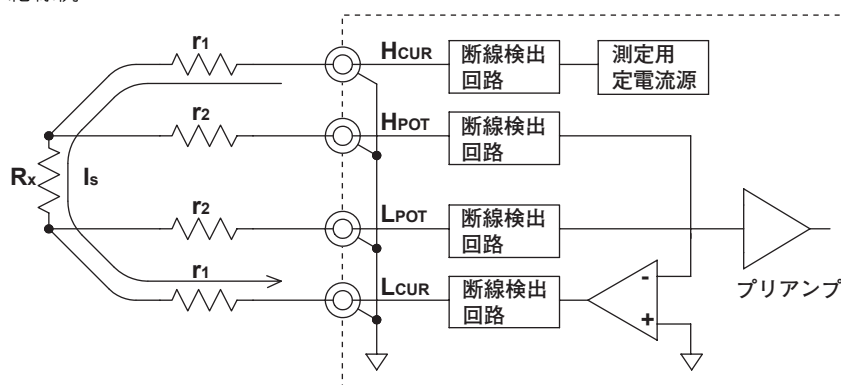 r1
HCUR
断線検出
回路
測定用
定電流源
r2
HPOT
断線検出
回路
Rx
Is
r2
LPOT
断線検出
回路
r1
LCUR
断線検出
回路
-
+
プリアンプ